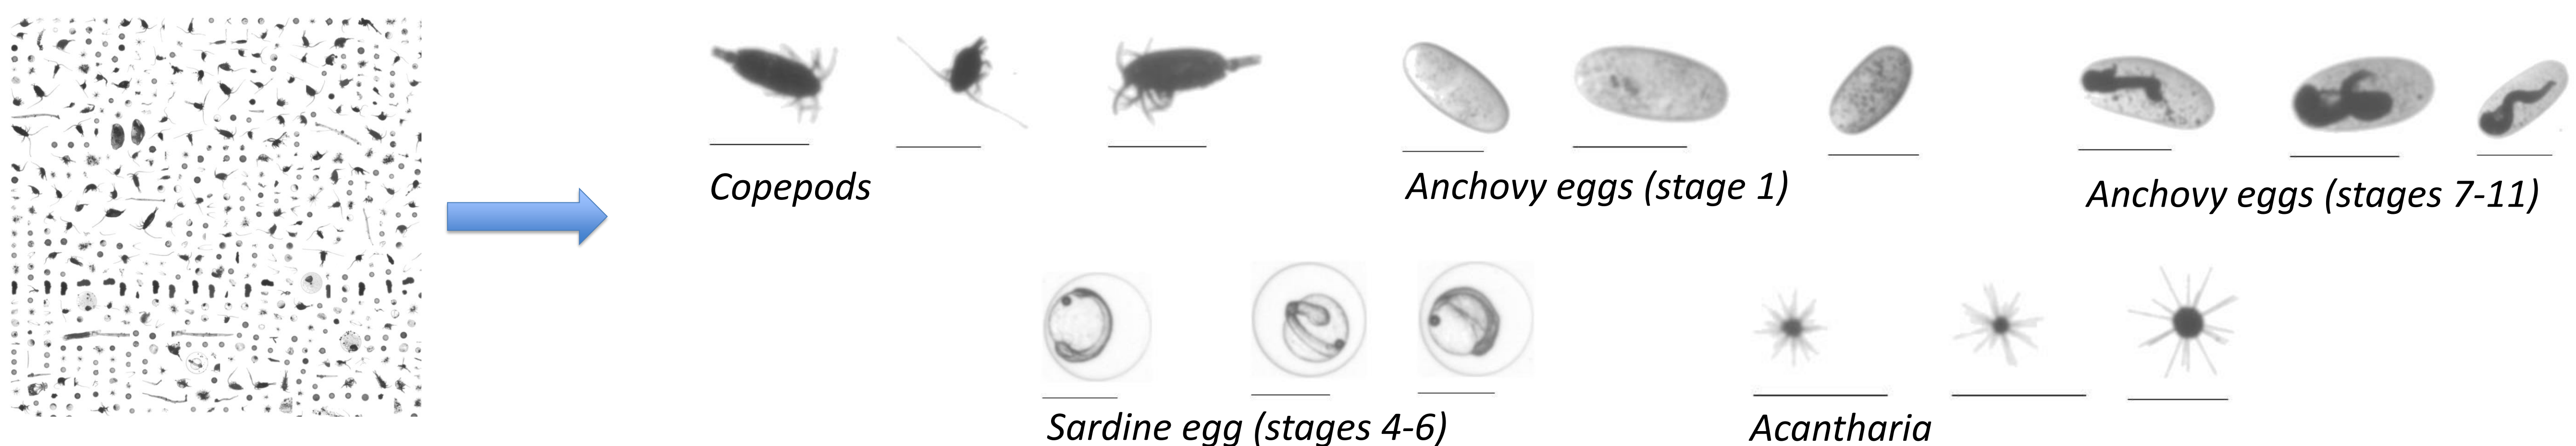 Copepods
Anchovy eggs (stage 1)
Anchovy eggs (stages 7-11)
Sardine egg (stages 4-6)
Acantharia